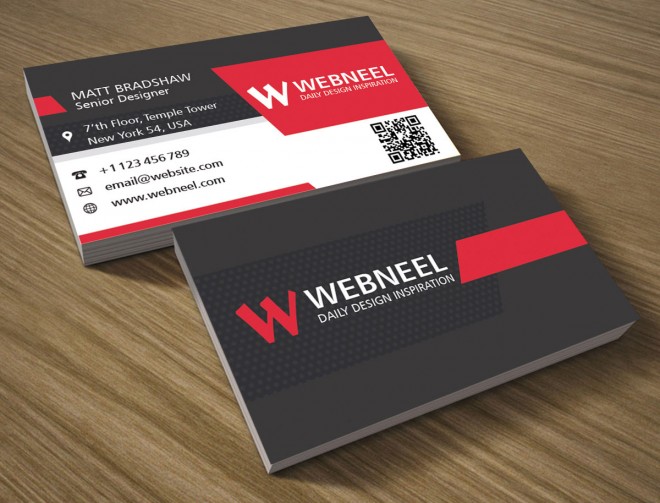 MATT BRADSHAW
Senior Designer
7'th Floor, Temple Tower
New York 54, USA
+1 123 456 789
email@website.com
www.webneel.com
W WEBNEEL
DAILY DESIGN INSPIRATION
W WEBNEEL
DAILY DESIGN INSPIRATION